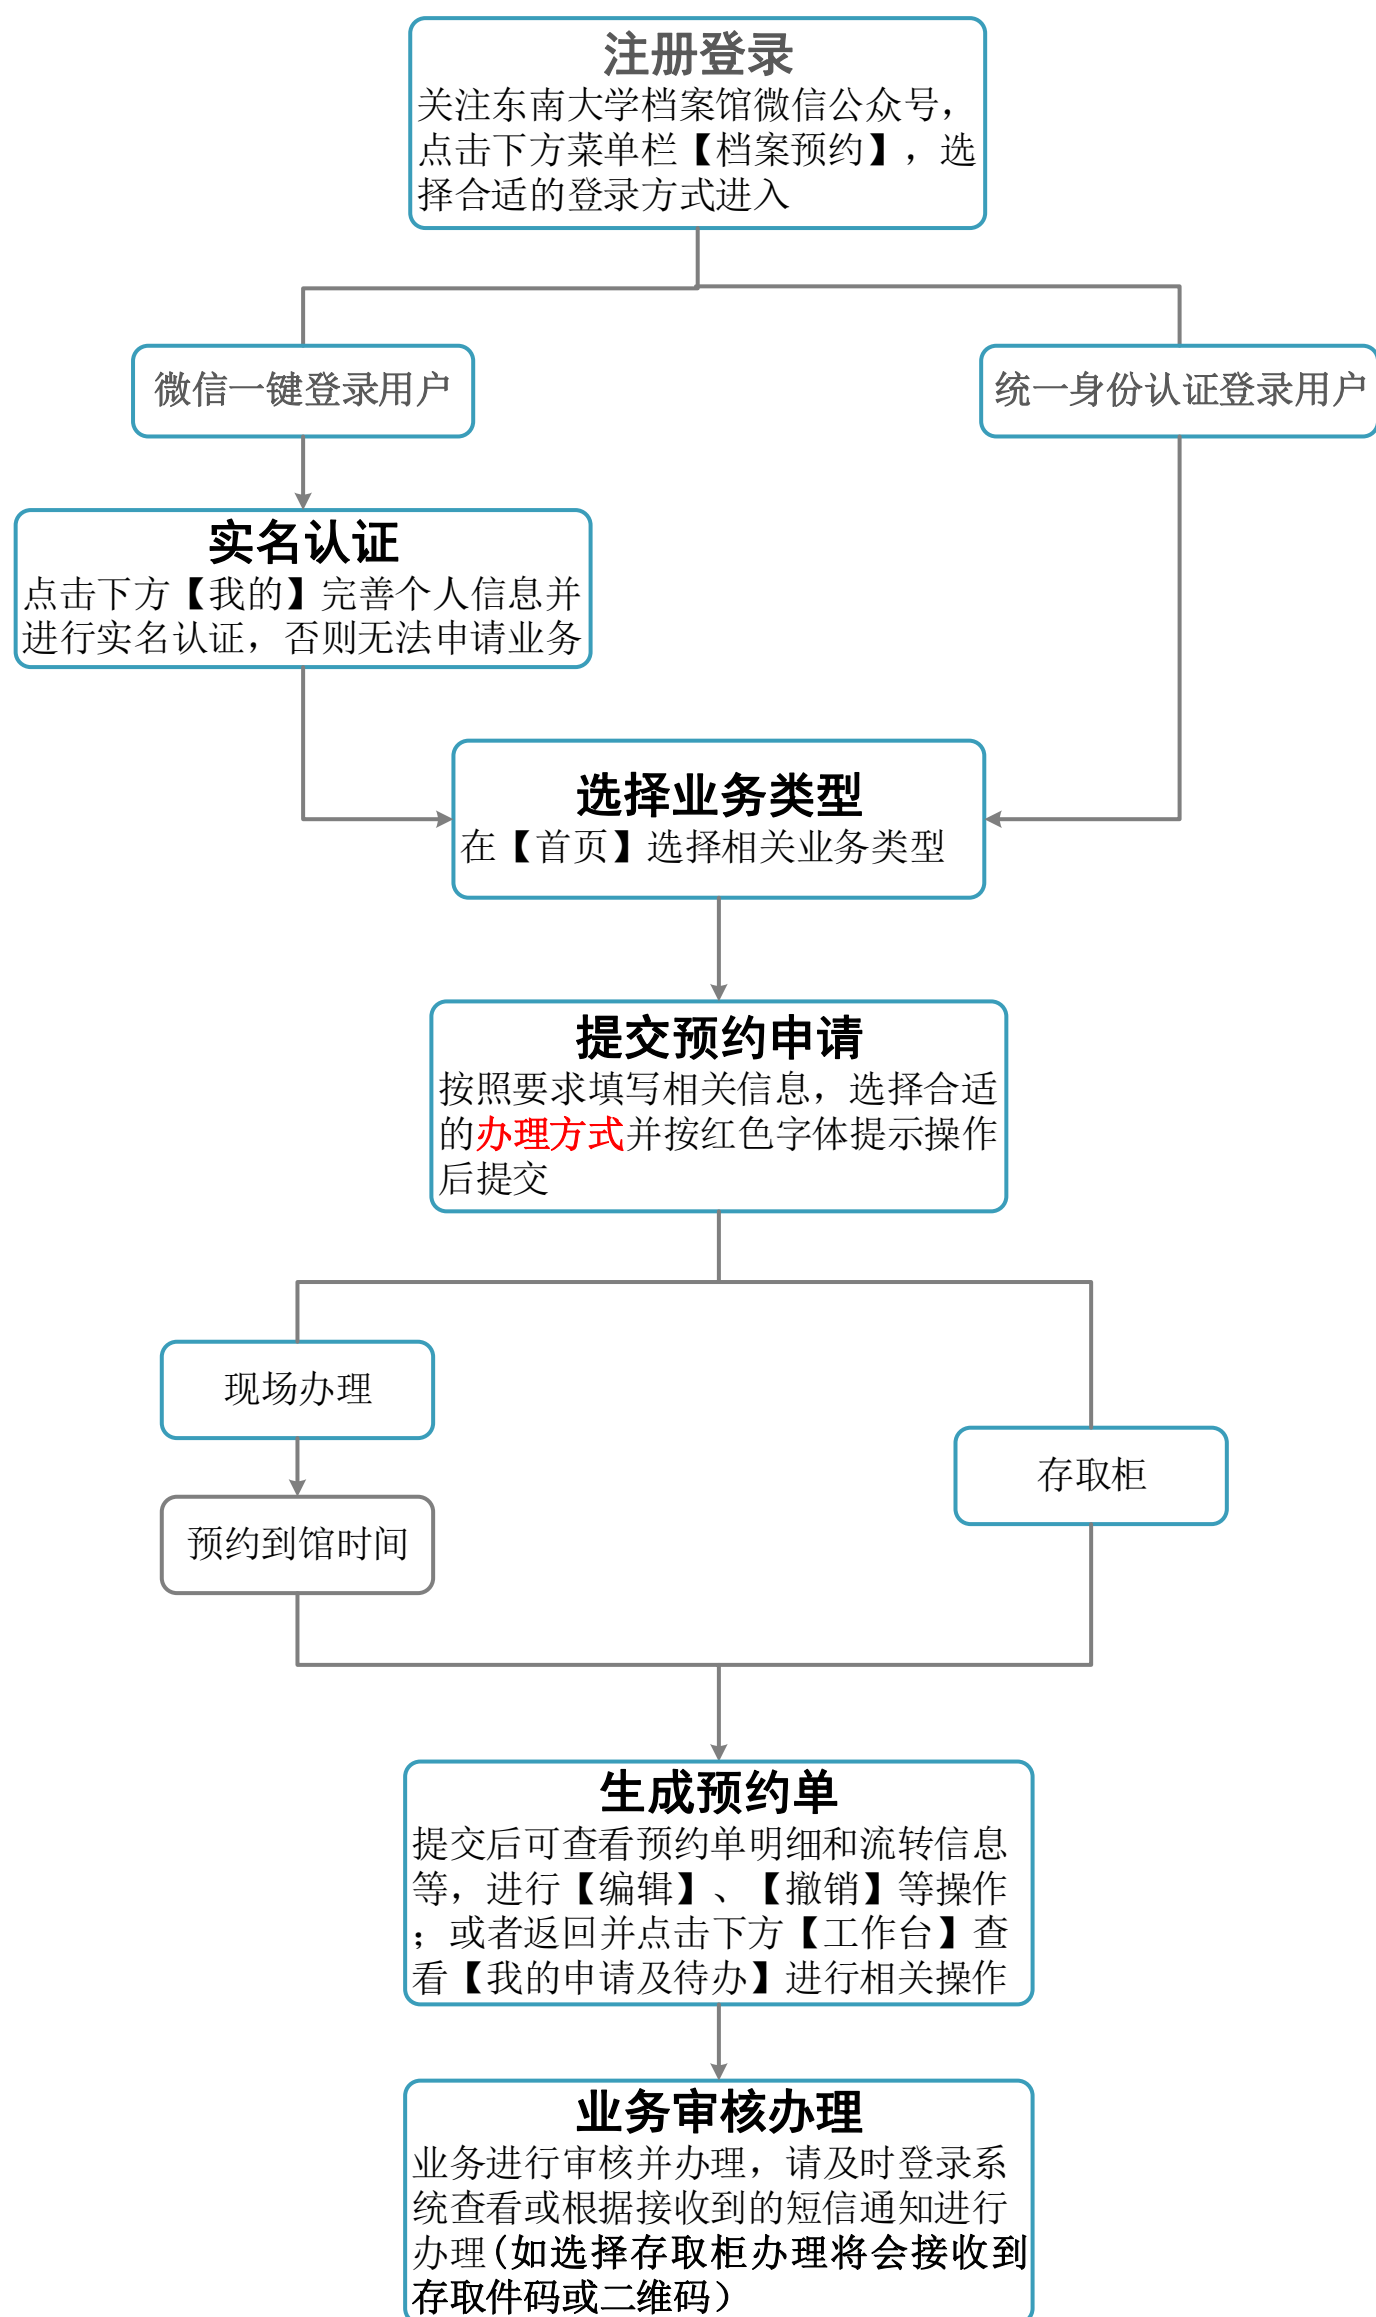 注册登录
关注东南大学档案馆微信公众号，
点击下方菜单栏【档案预约】，选
择合适的登录方式进入
微信一键登录用户
统一身份认证登录用户
实名认证
点击下方【我的】完善个人信息并
进行实名认证，否则无法申请业务
选择业务类型
在【首页】选择相关业务类型
提交预约申请
按照要求填写相关信息，选择合适
的办理方式并按红色字体提示操作
后提交
现场办理
存取柜
预约到馆时间
生成预约单
提交后可查看预约单明细和流转信息
等，进行【编辑】、【撤销】等操作
；或者返回并点击下方【工作台】查
看【我的申请及待办】进行相关操作
业务审核办理
业务进行审核并办理，请及时登录系
统查看或根据接收到的短信通知进行
办理(如选择存取柜办理将会接收到
存取件码或二维码）